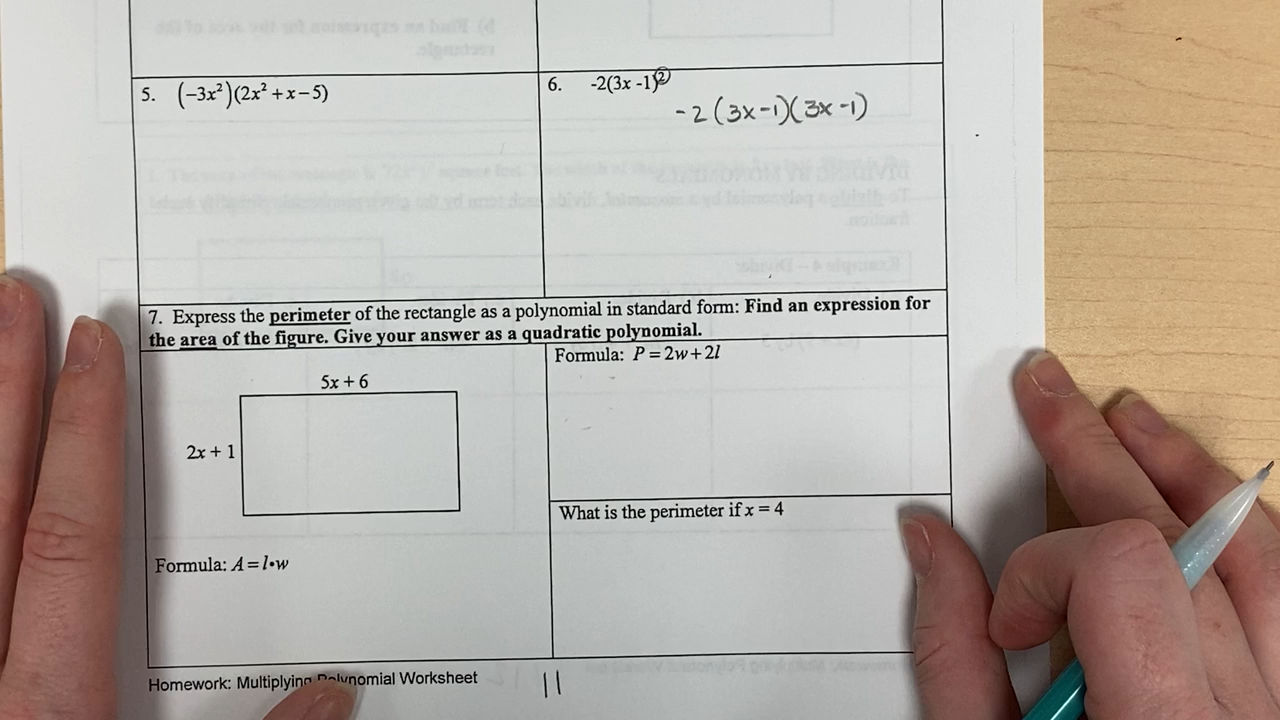 5. (−3x²)(2x² + x − 5)
6. -2(3x -1)²
-2(3x-1)(3x-1)
7. Express the perimeter of the rectangle as a polynomial in standard form: Find an expression for
the area of the figure. Give your answer as a quadratic polynomial.
5x + 6
2x + 1
Formula: A = l•w
Formula: P = 2w + 2l
What is the perimeter if x = 4
Homework: Multiplying Polynomial Worksheet
11